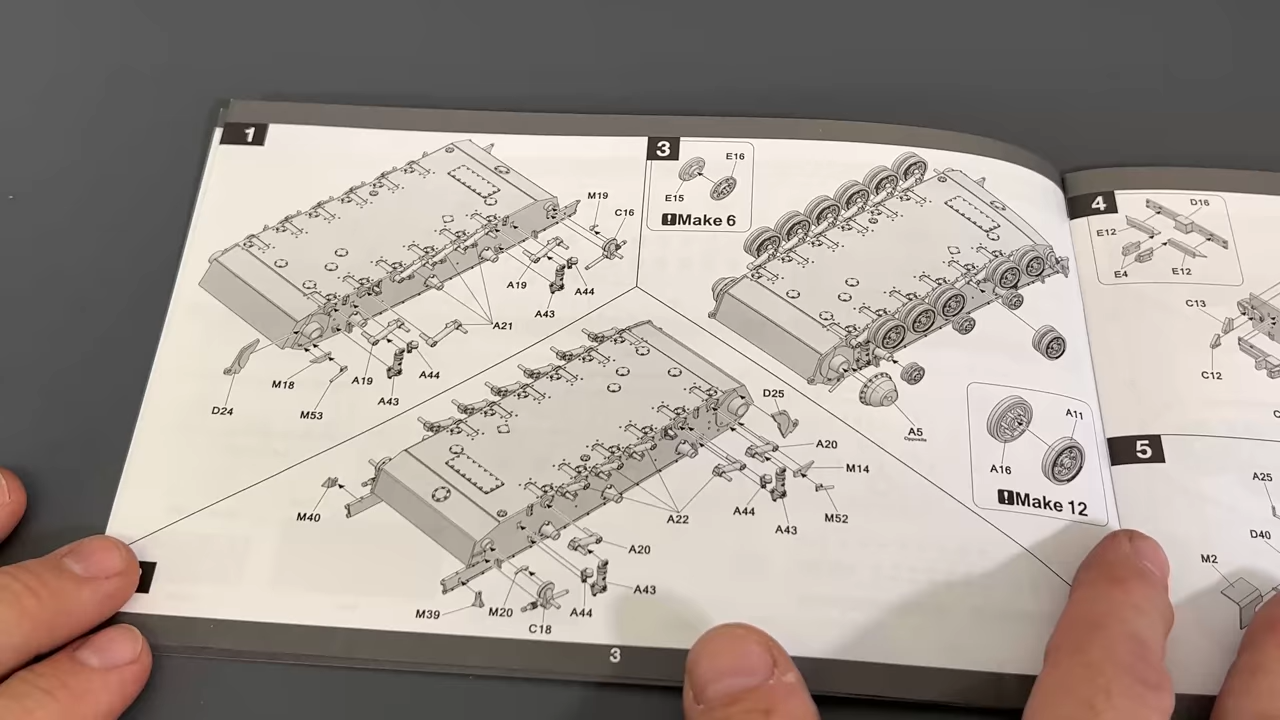 1
M19
C16
A19
A44
A43
A21
M18
A19
A44
D24
M53
A43
3
E16
E15
!Make 6
A5
Opposite
A11
A16
!Make 12
D25
A20
M14
A44
M52
A43
A22
M40
A20
A43
M39
M20
A44
C18
3
4
D16
E12
E4
E12
C13
C12
5
A25
D40
M2